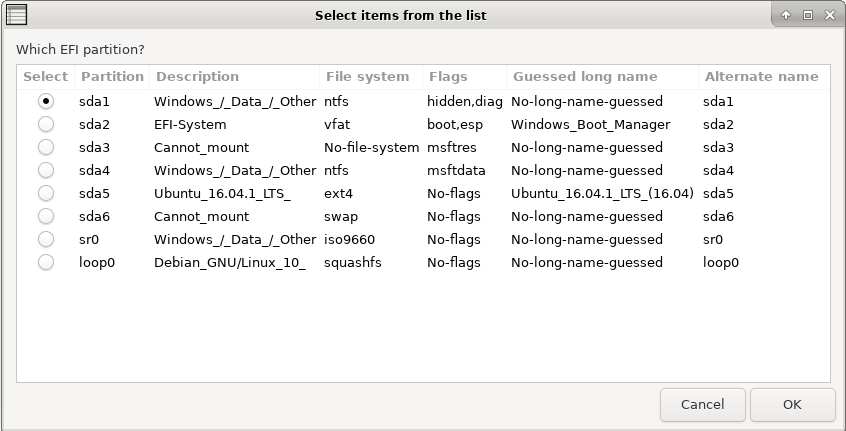 Select items from the list
Which EFI partition?
Select Partition Description File system Flags Guessed long name Alternate name
sda1 Windows_/_Data_/_Other ntfs hidden,diag No-long-name-guessed sda1
sda2 EFI-System vfat boot,esp Windows_Boot_Manager sda2
sda3 Cannot_mount No-file-system msftres No-long-name-guessed sda3
sda4 Windows_/_Data_/_Other ntfs msftdata No-long-name-guessed sda4
sda5 Ubuntu_16.04.1_LTS_ ext4 No-flags Ubuntu_16.04.1_LTS_(16.04) sda5
sda6 Cannot_mount swap No-flags No-long-name-guessed sda6
sr0 Windows_/_Data_/_Other iso9660 No-flags No-long-name-guessed sr0
loop0 Debian_GNU/Linux_10_ squashfs No-flags No-long-name-guessed loop0
Cancel OK